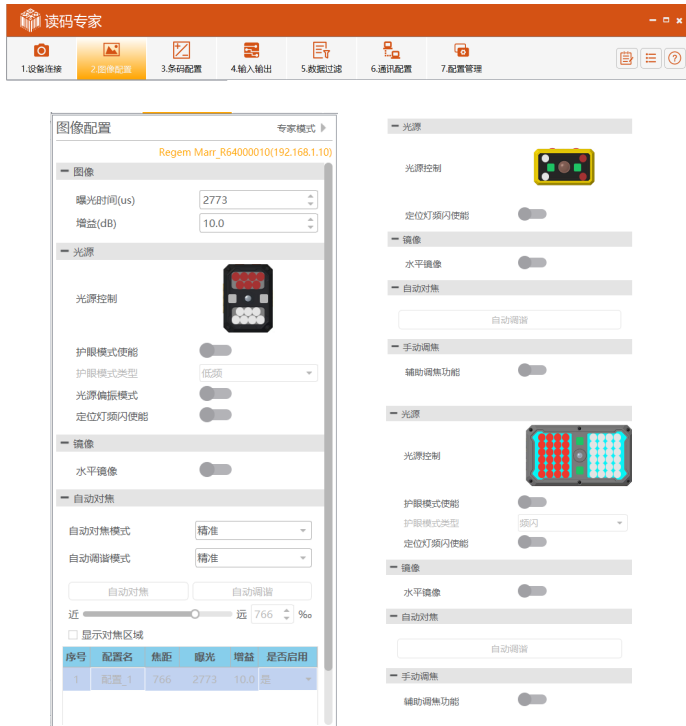 读码专家
1.设备连接 2.图像配置 3.条码配置 4.输入输出 5.数据过滤 6.通讯配置 7.配置管理
图像配置 专家模式
Regem Marr_R64000010(192.168.1.10)
图像
曝光时间(us) 2773
增益(dB) 10.0
光源
光源控制
护眼模式使能
护眼模式类型 低频
光源偏振模式
定位灯频闪使能
镜像
水平镜像
自动对焦
自动对焦模式 精准
自动调谐模式 精准
自动对焦 自动调谐
近 远 766 ‰
显示对焦区域
序号 配置名 焦距 曝光 增益 是否启用
1 配置_1 766 2773 10.0 是
光源
光源控制
定位灯频闪使能
镜像
水平镜像
自动对焦
自动调谐
手动调焦
辅助调焦功能
光源
光源控制
护眼模式使能
护眼模式类型 频闪
定位灯频闪使能
镜像
水平镜像
自动对焦
自动调谐
手动调焦
辅助调焦功能